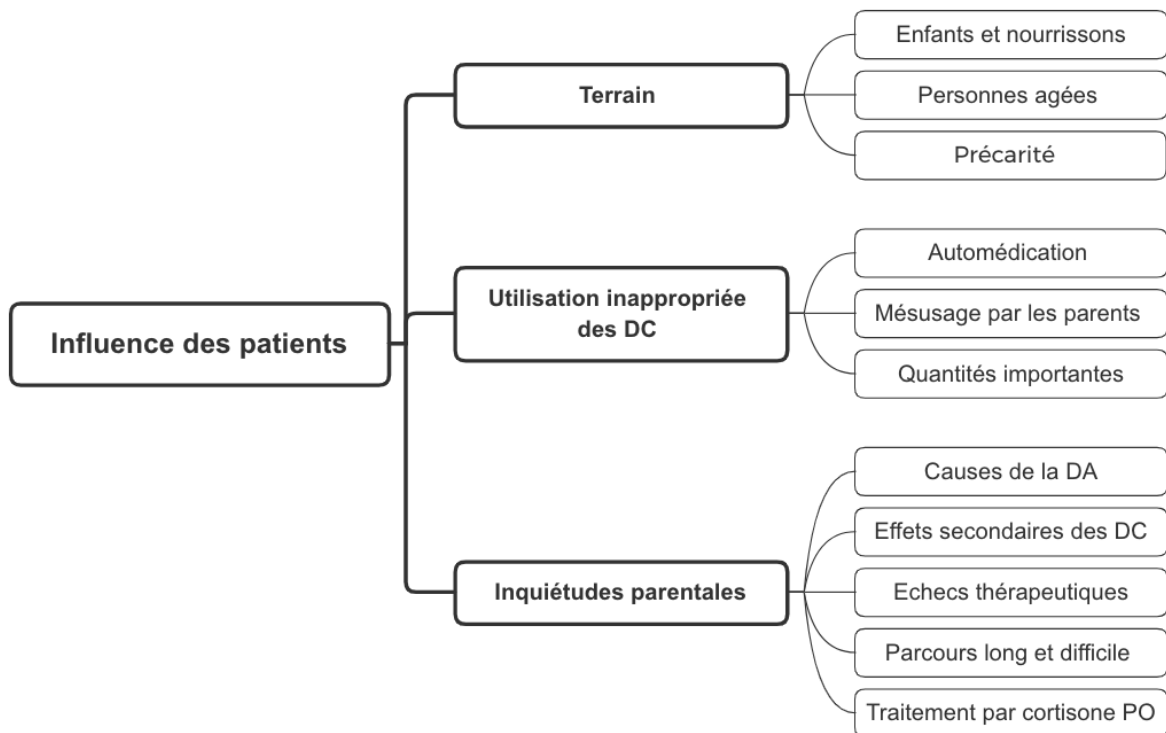 Influence des patients
Terrain
Enfants et nourrissons
Personnes agées
Précarité
Utilisation inappropriée
des DC
Automédication
Mésusage par les parents
Quantités importantes
Inquiétudes parentales
Causes de la DA
Effets secondaires des DC
Echecs thérapeutiques
Parcours long et difficile
Traitement par cortisone PO